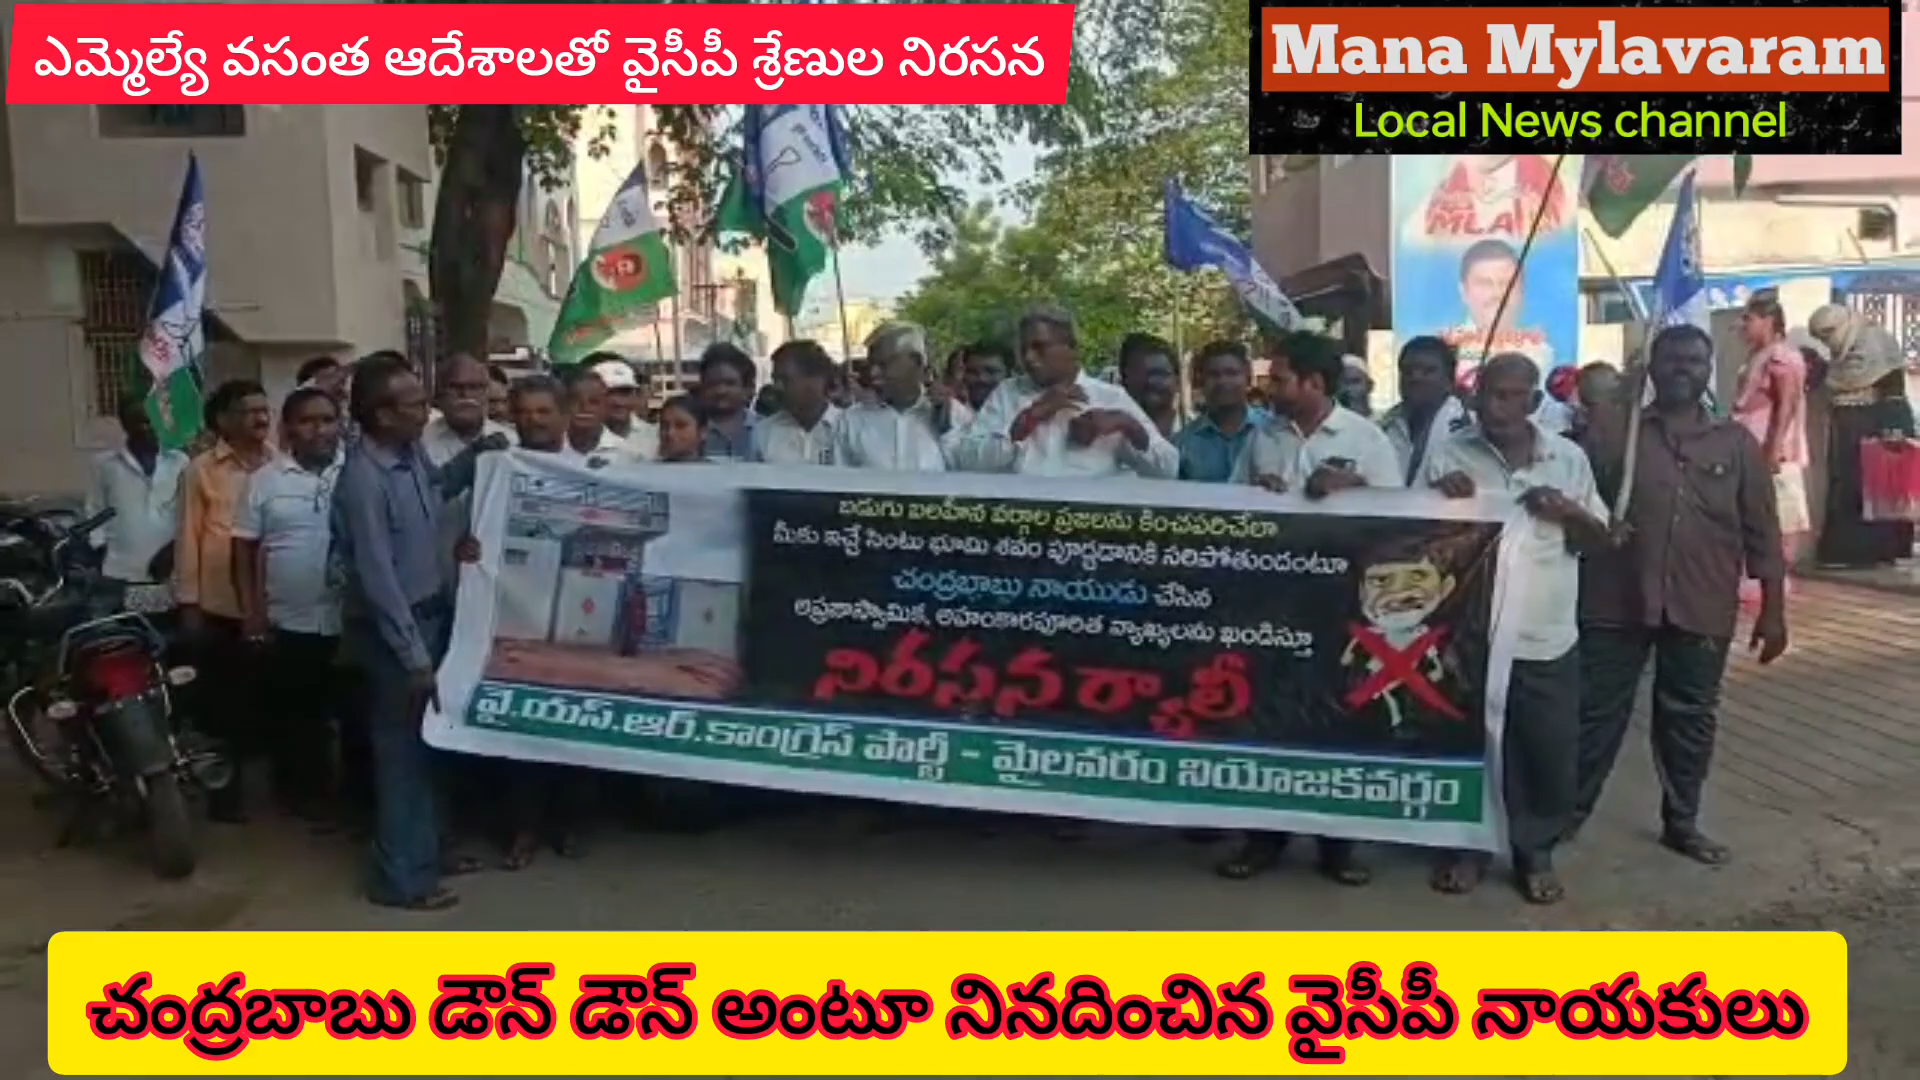 ఎమ్మెల్యే వసంత ఆదేశాలతో వైసీపీ శ్రేణుల నిరసన
Mana Mylavaram
Local News channel
MLA
బడుగు బలహీన వర్గాల ప్రజలను కించపరిచేలా
మీకు ఇచ్చే సెంటు భూమి శవం పూర్చడానికి సరిపోతుందంటూ
చంద్రబాబు నాయుడు చేసిన
అప్రజాస్వామిక, అహంకారపూరిత వ్యాఖ్యలను ఖండిస్తూ
నిరసన ర్యాలీ
వై.యస్.ఆర్.కాంగ్రెస్ పార్టీ - మైలవరం నియోజకవర్గం
చంద్రబాబు డౌన్ డౌన్ అంటూ నినదించిన వైసీపీ నాయకులు